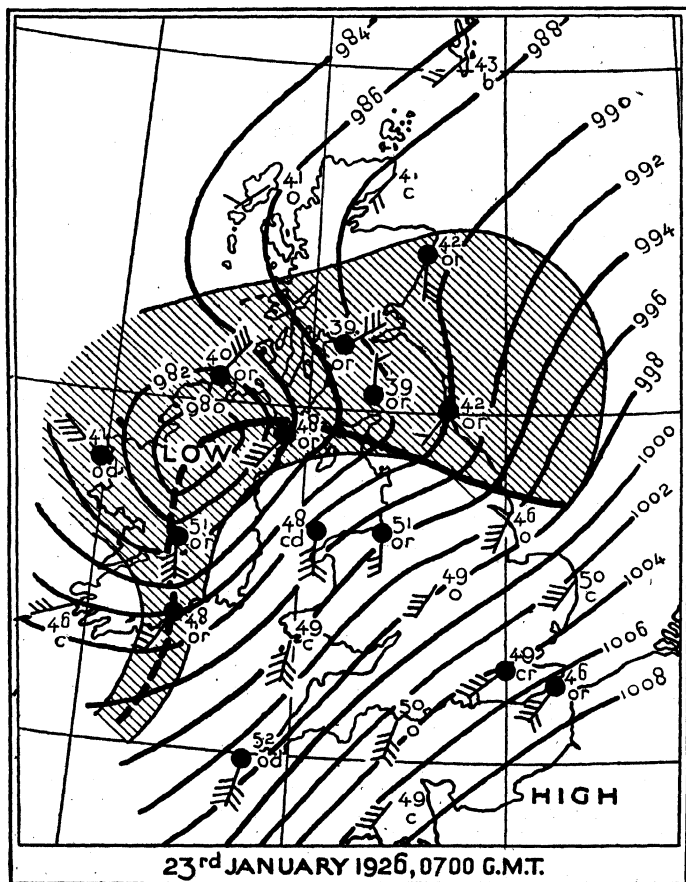 984
988
43
b
986
990
41
o
41
c
992
42
or
994
996
39
or
40
or
998
982
39
or
980
42
or
48
or
1000
LOW
41
od
1002
51
or
48
cd
51
or
46
o
1004
49
o
50
c
46
c
48
or
49
c
1006
49
cr
46
or
1008
50
o
52
od
HIGH
49
c
23rd JANUARY 1926, 0700 G.M.T.